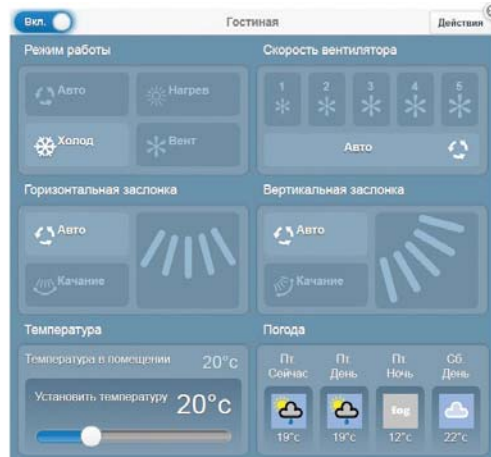 Вкл.
Гостиная
Действия
Режим работы
Авто
Нагрев
Холод
Вент
Скорость вентилятора
1 2 3 4 5
Авто
Горизонтальная заслонка
Авто
Качание
Вертикальная заслонка
Авто
Качание
Температура
Температура в помещении 20°c
Установить температуру 20°c
Погода
Пт Пт Пт Сб
Сейчас День Ночь День
fog
19°c 19°c 12°c 22°c